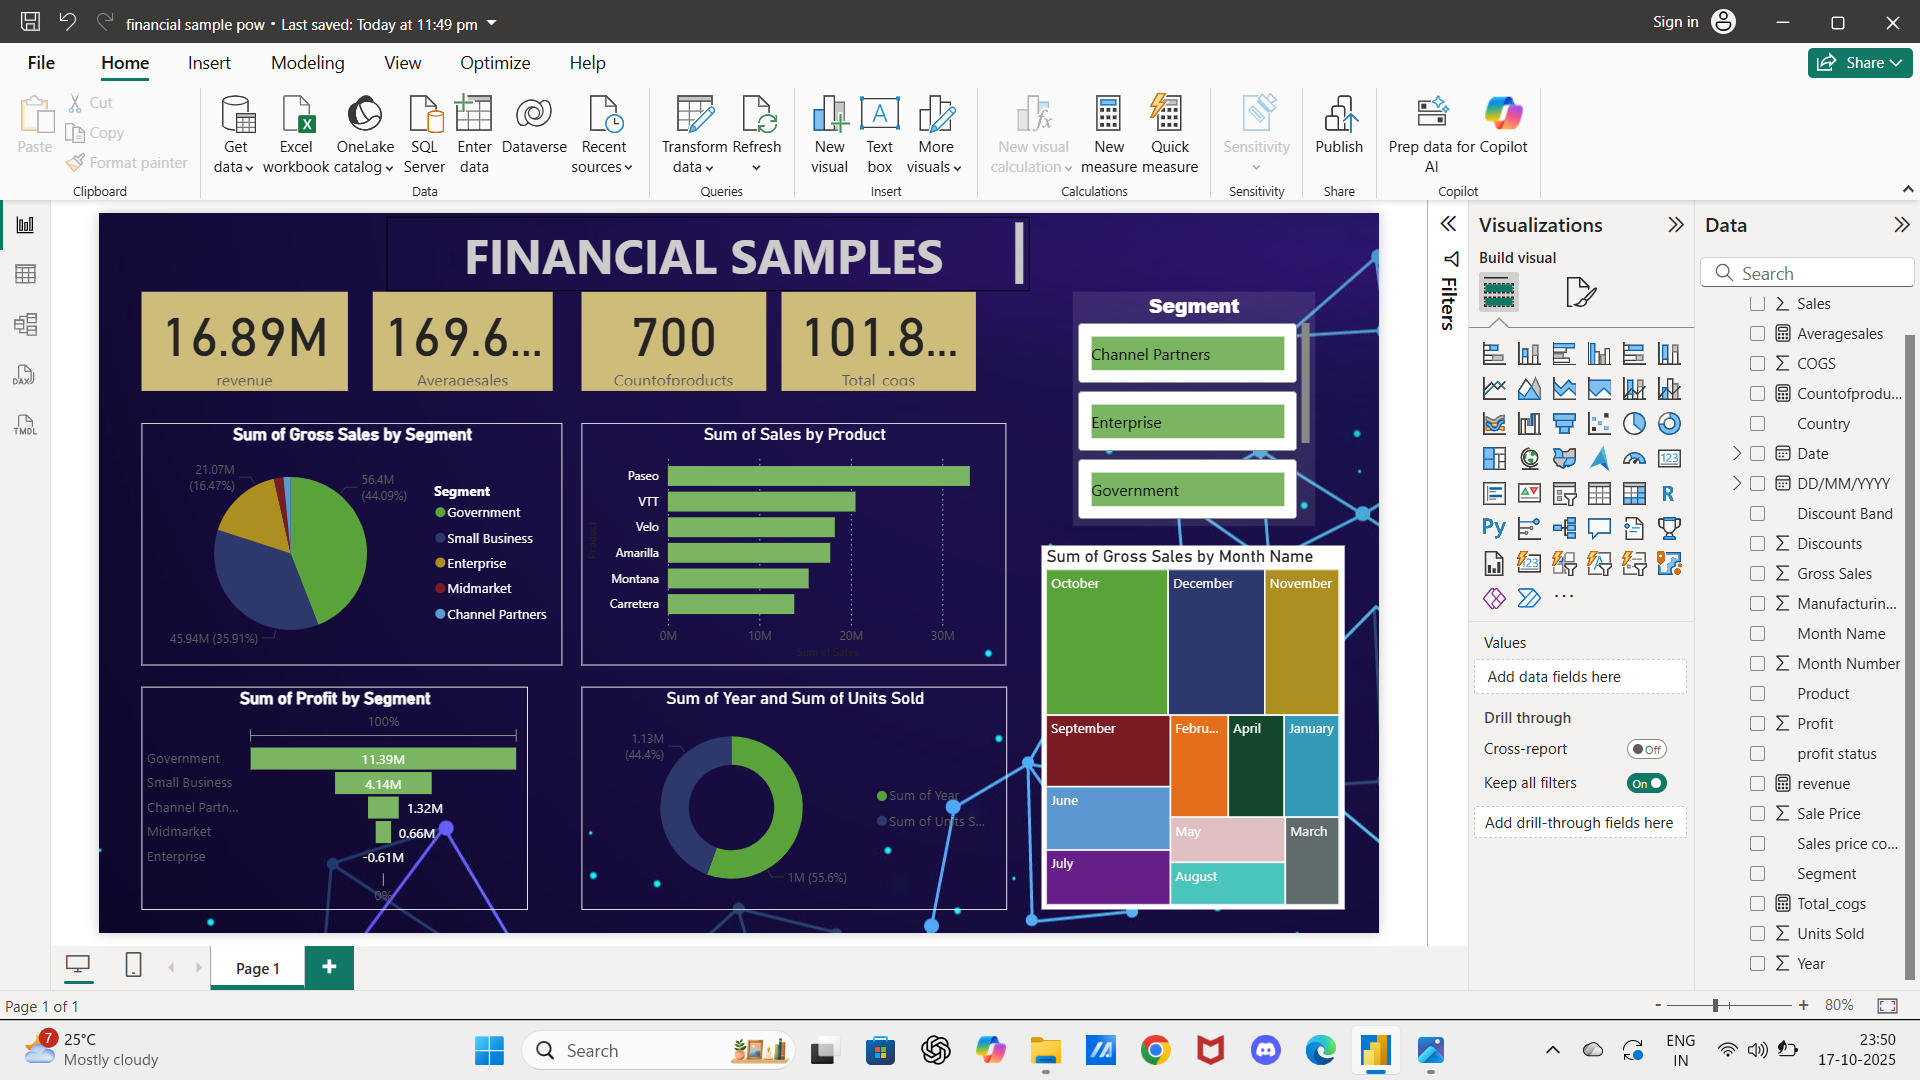 financial sample pow • Last saved: Today at 11:49 pm
Sign in
File
Home
Insert
Modeling
View
Optimize
Help
Share
Paste
Cut
Copy
Format painter
Clipboard
Get data
Excel workbook
OneLake catalog
SQL Server
Enter data
Dataverse
Recent sources
Data
Transform data
Refresh
Queries
New visual
Text box
More visuals
Insert
New visual calculation
New measure
Quick measure
Calculations
Sensitivity
Sensitivity
Publish
Share
Prep data for AI
Copilot
Copilot
DAX
TMDL
FINANCIAL SAMPLES
16.89M
revenue
169.6...
Averagesales
700
Countofproducts
101.8...
Total_cogs
Segment
Channel Partners
Enterprise
Government
Sum of Gross Sales by Segment
21.07M
(16.47%)
56.4M
(44.09%)
45.94M (35.91%)
Segment
Government
Small Business
Enterprise
Midmarket
Channel Partners
Sum of Sales by Product
Product
Paseo
VTT
Velo
Amarilla
Montana
Carretera
0M 10M 20M 30M
Sum of Sales
Sum of Gross Sales by Month Name
October
December
November
September
Febru...
April
January
June
May
March
July
August
Sum of Profit by Segment
100%
Government 11.39M
Small Business 4.14M
Channel Partn... 1.32M
Midmarket 0.66M
Enterprise -0.61M
0%
Sum of Year and Sum of Units Sold
1.13M
(44.4%)
1M (55.6%)
Sum of Year
Sum of Units S...
Filters
Visualizations
Build visual
123
R
Py
123
Values
Add data fields here
Drill through
Cross-report
Off
Keep all filters
On
Add drill-through fields here
Data
Search
Sales
Averagesales
COGS
Countofprodu...
Country
Date
DD/MM/YYYY
Discount Band
Discounts
Gross Sales
Manufacturin...
Month Name
Month Number
Product
Profit
profit status
revenue
Sale Price
Sales price co...
Segment
Total_cogs
Units Sold
Year
Page 1
Page 1 of 1
- + 80%
7
25°C
Mostly cloudy
Search
ENG
IN
23:50
17-10-2025